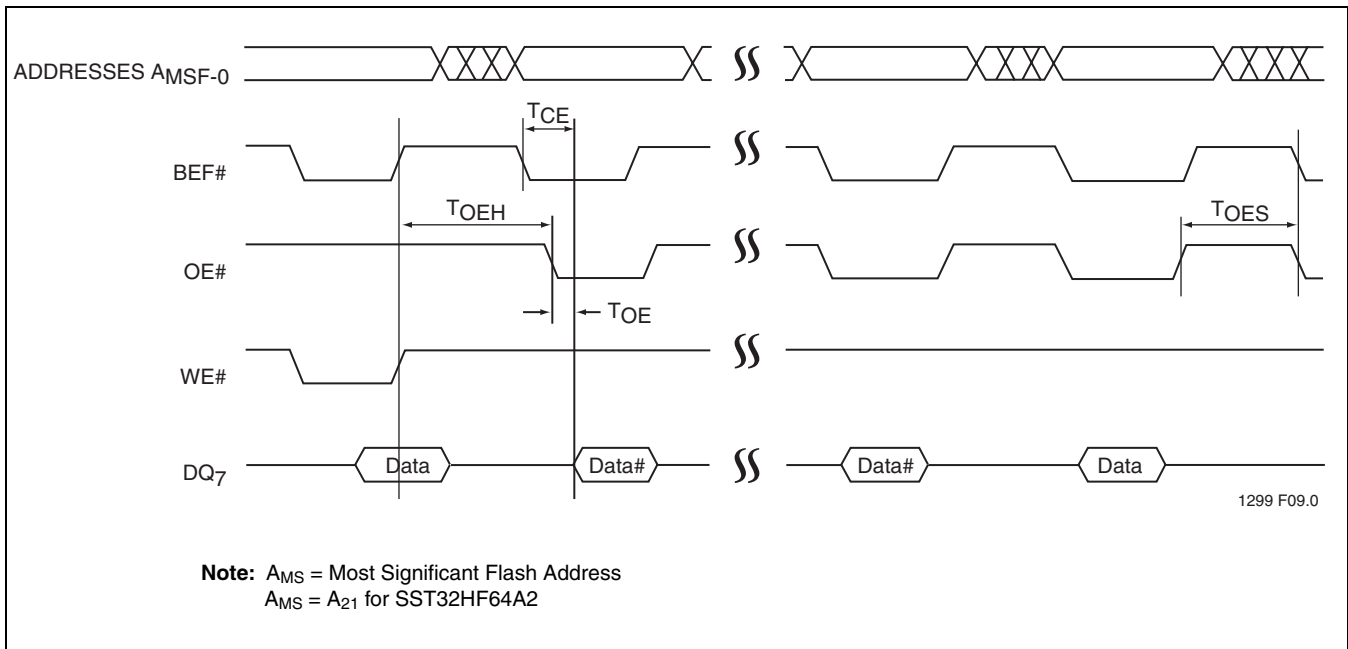 ADDRESSES AMSF-0
TCE
BEF#
TOEH
TOES
OE#
TOE
WE#
DQ7
Data
Data#
Data#
Data
1299 F09.0
Note: AMS = Most Significant Flash Address
AMS = A21 for SST32HF64A2